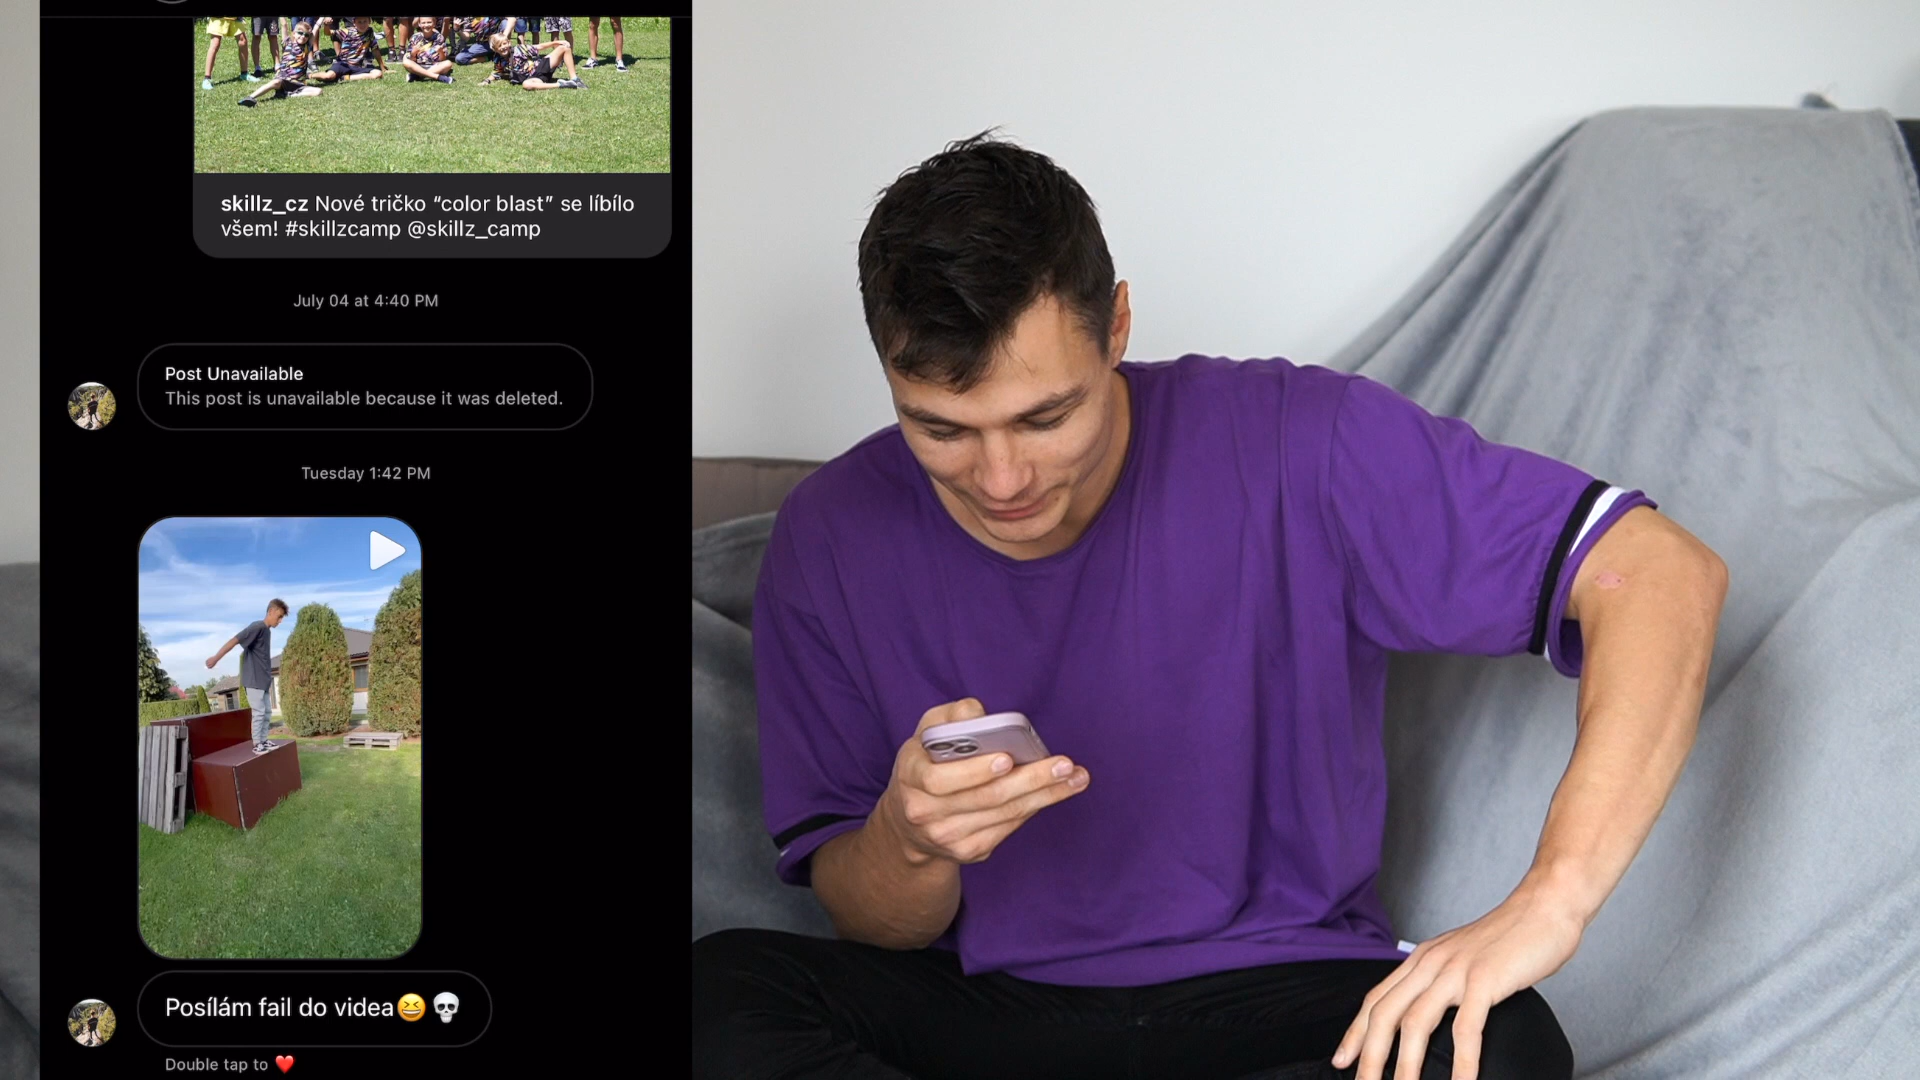 skillz_cz Nové tričko “color blast” se líbílo
všem! #skillzcamp @skillz_camp
July 04 at 4:40 PM
Post Unavailable
This post is unavailable because it was deleted.
Tuesday 1:42 PM
Posílám fail do videa😆💀
Double tap to ❤️